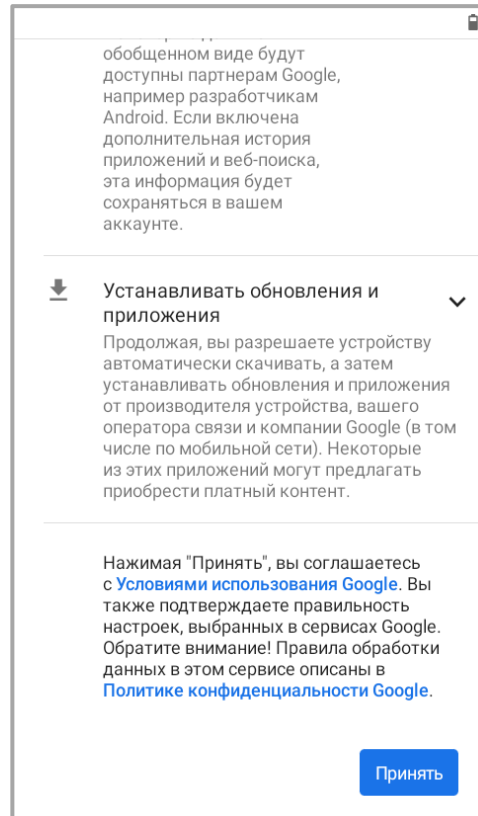 обобщенном виде будут
доступны партнерам Google,
например разработчикам
Android. Если включена
дополнительная история
приложений и веб-поиска,
эта информация будет
сохраняться в вашем
аккаунте.
Устанавливать обновления и
приложения
Продолжая, вы разрешаете устройству
автоматически скачивать, а затем
устанавливать обновления и приложения
от производителя устройства, вашего
оператора связи и компании Google (в том
числе по мобильной сети). Некоторые
из этих приложений могут предлагать
приобрести платный контент.
Нажимая "Принять", вы соглашаетесь
с Условиями использования Google. Вы
также подтверждаете правильность
настроек, выбранных в сервисах Google.
Обратите внимание! Правила обработки
данных в этом сервисе описаны в
Политике конфиденциальности Google.
Принять